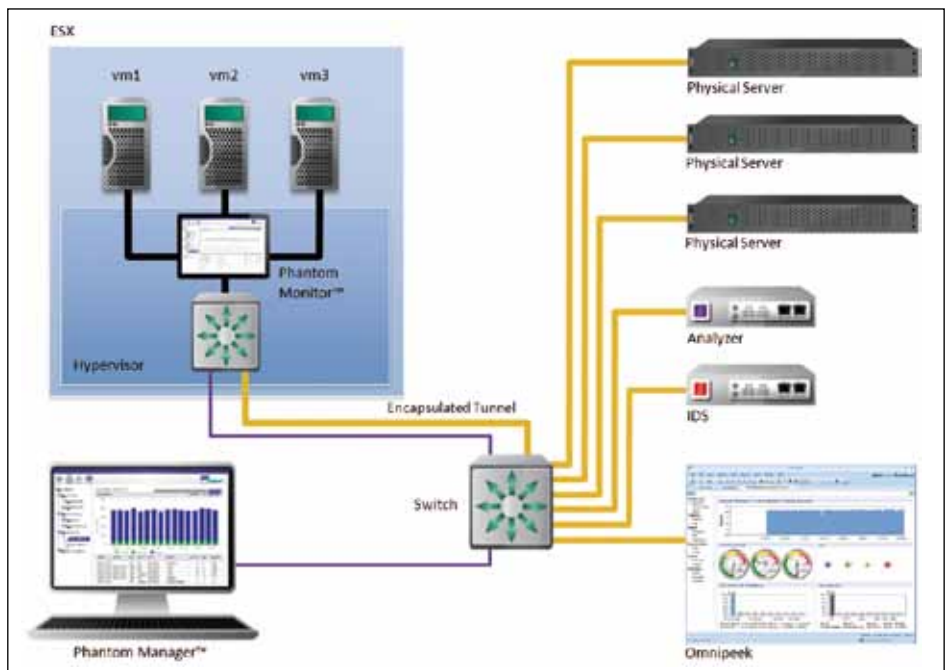 ESX
vm1
vm2
vm3
Phantom
Monitor™
Hypervisor
Encapsulated Tunnel
Switch
Phantom Manager™
Physical Server
Physical Server
Physical Server
Analyzer
IDS
Omnipeek